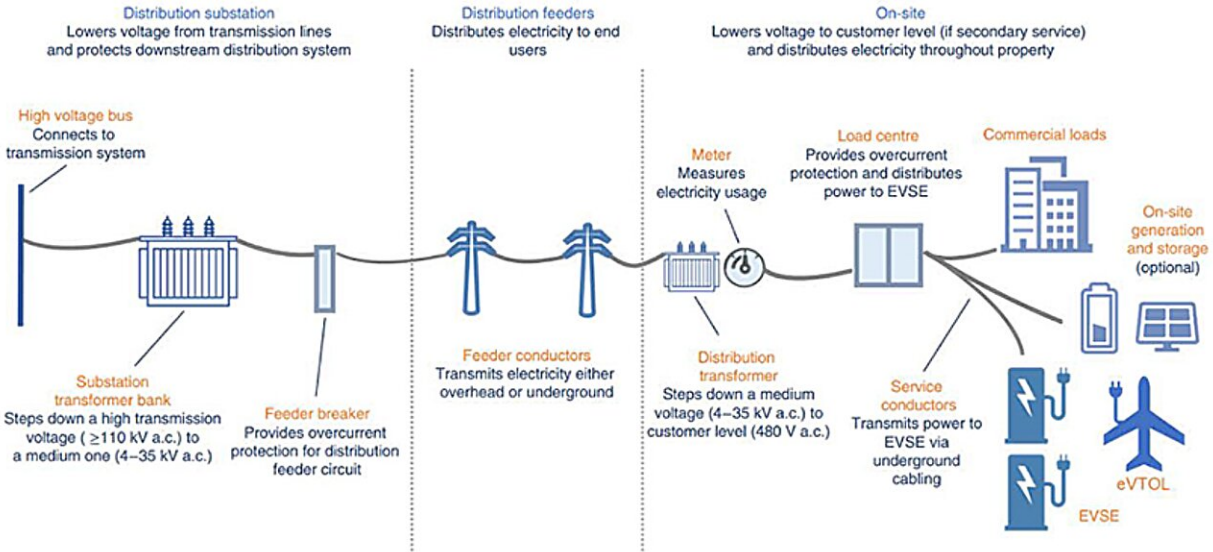 Distribution substation
Lowers voltage from transmission lines
and protects downstream distribution system
Distribution feeders
Distributes electricity to end
users
On-site
Lowers voltage to customer level (if secondary service)
and distributes electricity throughout property
High voltage bus
Connects to
transmission system
Substation
transformer bank
Steps down a high transmission
voltage ( ≥110 kV a.c.) to
a medium one (4–35 kV a.c.)
Feeder breaker
Provides overcurrent
protection for distribution
feeder circuit
Feeder conductors
Transmits electricity either
overhead or underground
Meter
Measures
electricity usage
Distribution
transformer
Steps down a medium
voltage (4–35 kV a.c.) to
customer level (480 V a.c.)
Load centre
Provides overcurrent
protection and distributes
power to EVSE
Service
conductors
Transmits power to
EVSE via
underground
cabling
Commercial loads
On-site
generation
and storage
(optional)
eVTOL
EVSE